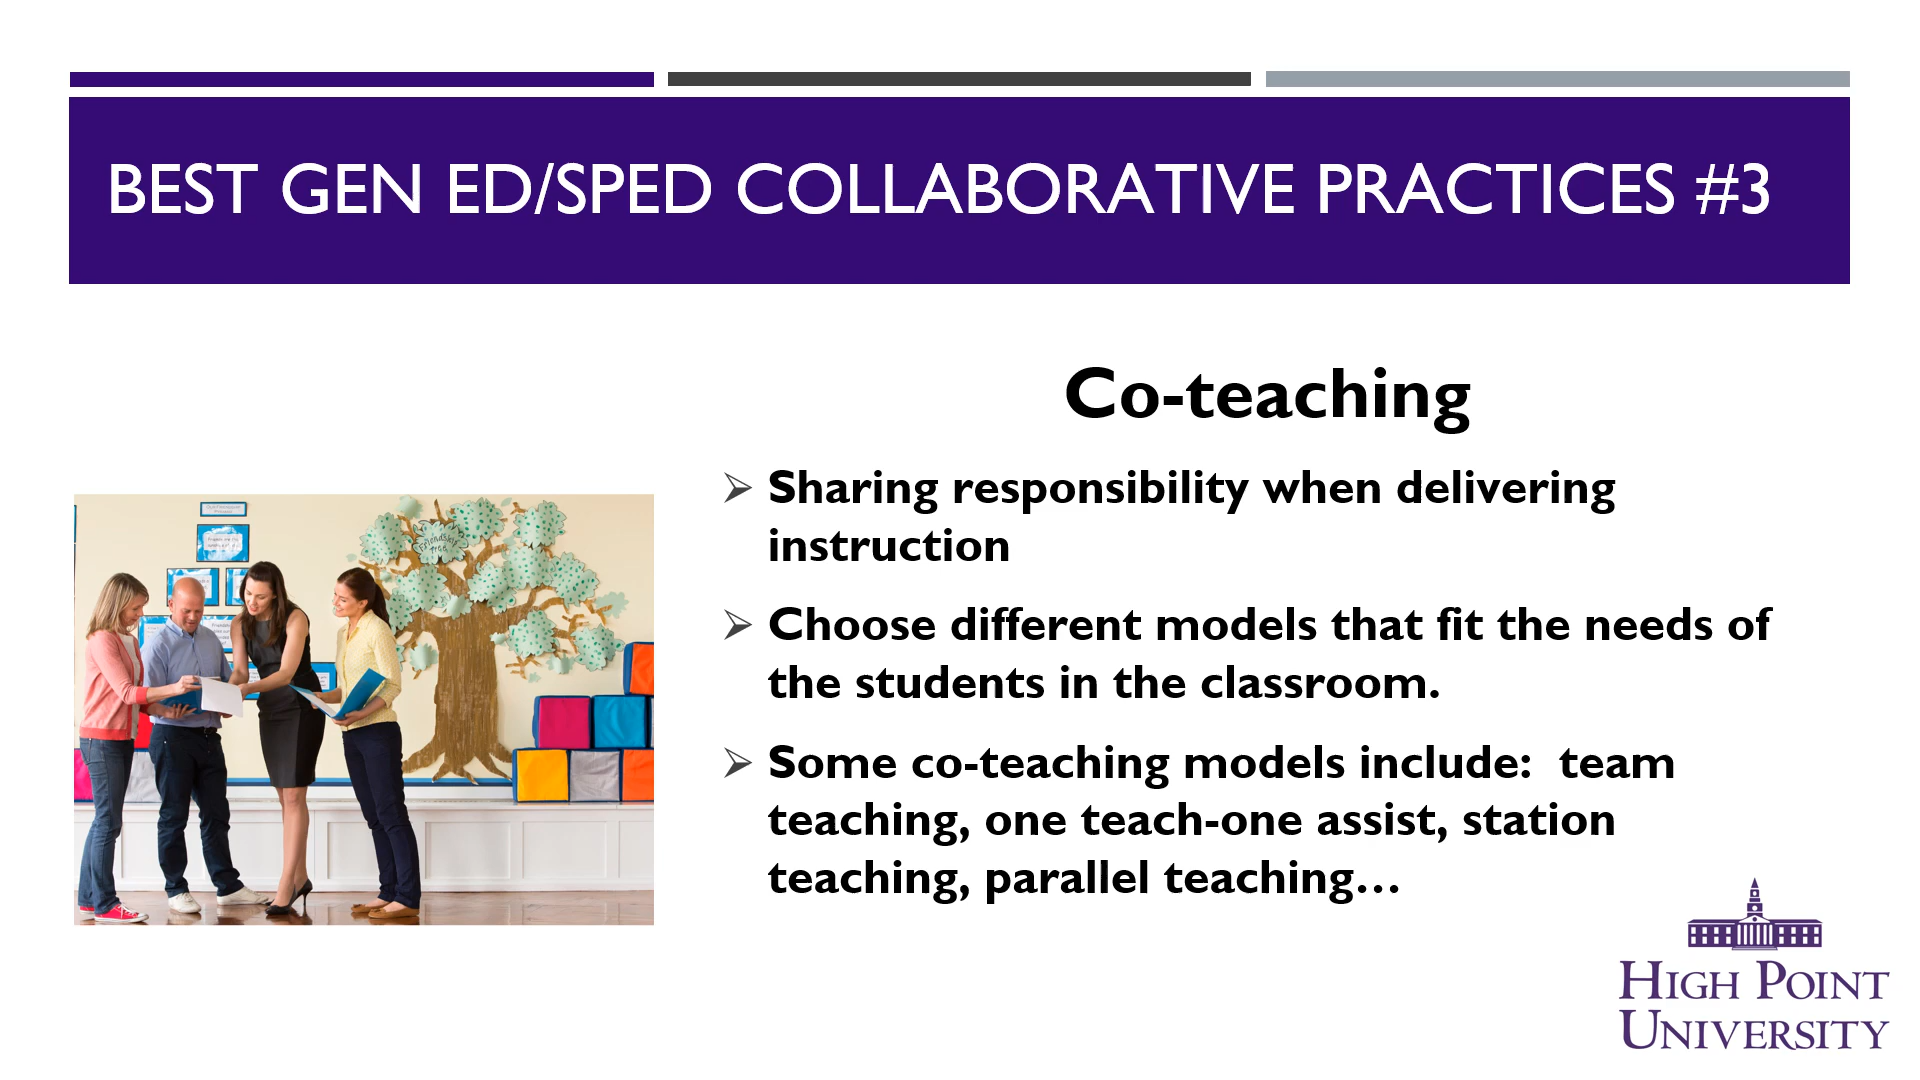 BEST GEN ED/SPED COLLABORATIVE PRACTICES #3
Co-teaching
Sharing responsibility when delivering
instruction
Choose different models that fit the needs of
the students in the classroom.
Some co-teaching models include:  team
teaching, one teach-one assist, station
teaching, parallel teaching…
Friendship
Tree
HIGH POINT
UNIVERSITY